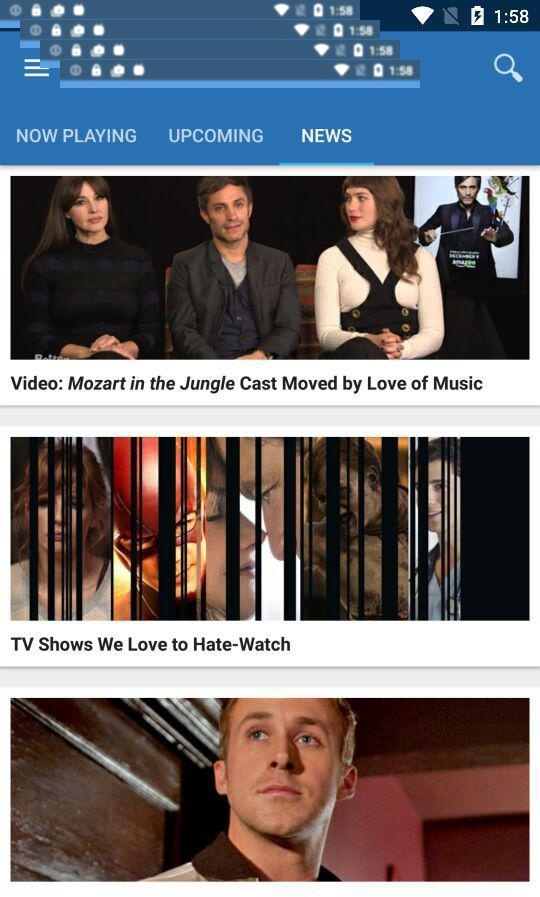 1:58
1:58
1:58
1:58
1:58
NOW PLAYING UPCOMING NEWS
DECEMBER 9
amazon
Video: Mozart in the Jungle Cast Moved by Love of Music
TV Shows We Love to Hate-Watch